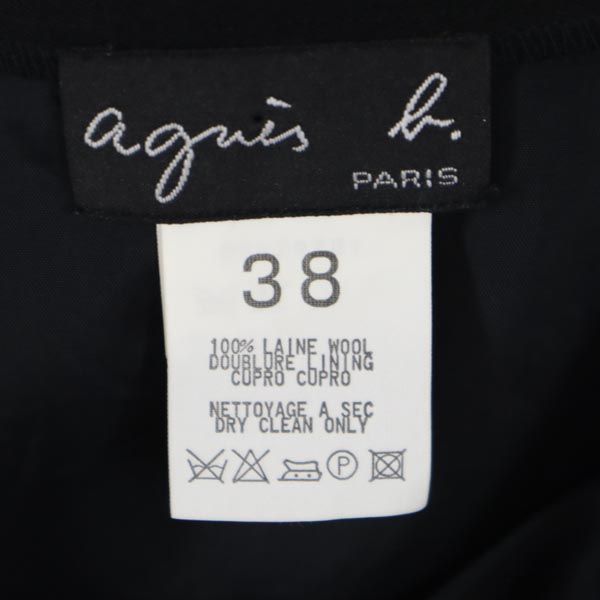 agnès b.
PARIS
38
100% LAINE WOOL
DOUBLURE LINING
CUPRO CUPRO
NETTOYAGE A SEC
DRY CLEAN ONLY
P